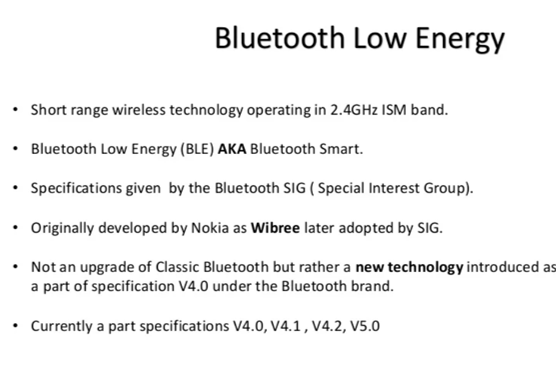 Bluetooth Low Energy
• Short range wireless technology operating in 2.4GHz ISM band.
• Bluetooth Low Energy (BLE) AKA Bluetooth Smart.
• Specifications given  by the Bluetooth SIG ( Special Interest Group).
• Originally developed by Nokia as Wibree later adopted by SIG.
• Not an upgrade of Classic Bluetooth but rather a new technology introduced as
a part of specification V4.0 under the Bluetooth brand.
• Currently a part specifications V4.0, V4.1 , V4.2, V5.0